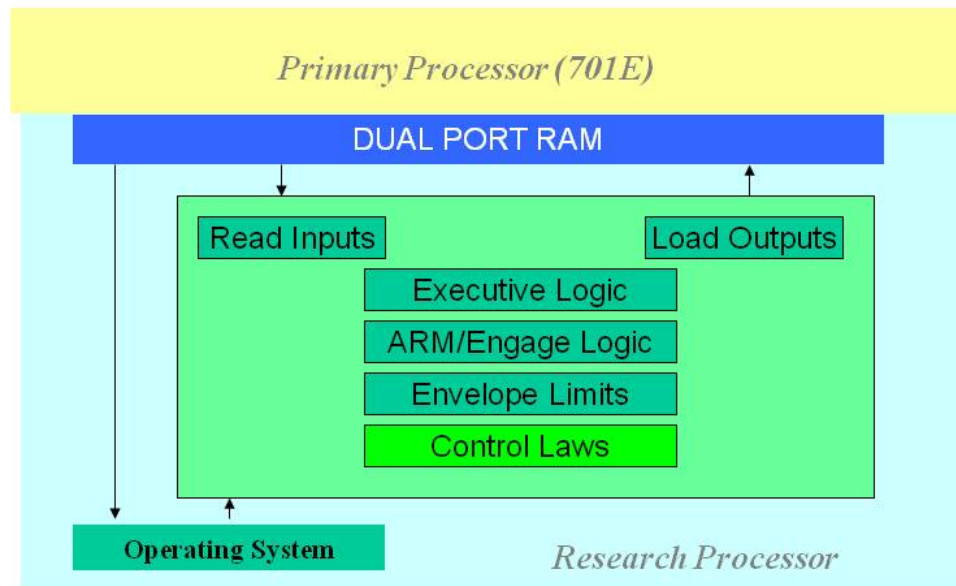 Primary Processor (701E)
DUAL PORT RAM
Read Inputs
Load Outputs
Executive Logic
ARM/Engage Logic
Envelope Limits
Control Laws
Operating System
Research Processor